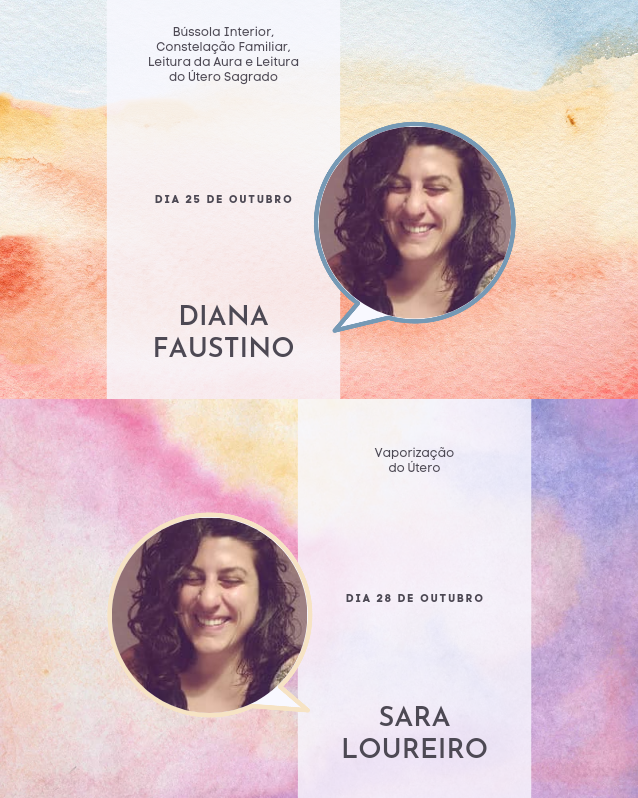 Bússola Interior,
Constelação Familiar,
Leitura da Aura e Leitura
do Útero Sagrado
DIA 25 DE OUTUBRO
DIANA
FAUSTINO
Vaporização
do Útero
DIA 28 DE OUTUBRO
SARA
LOUREIRO